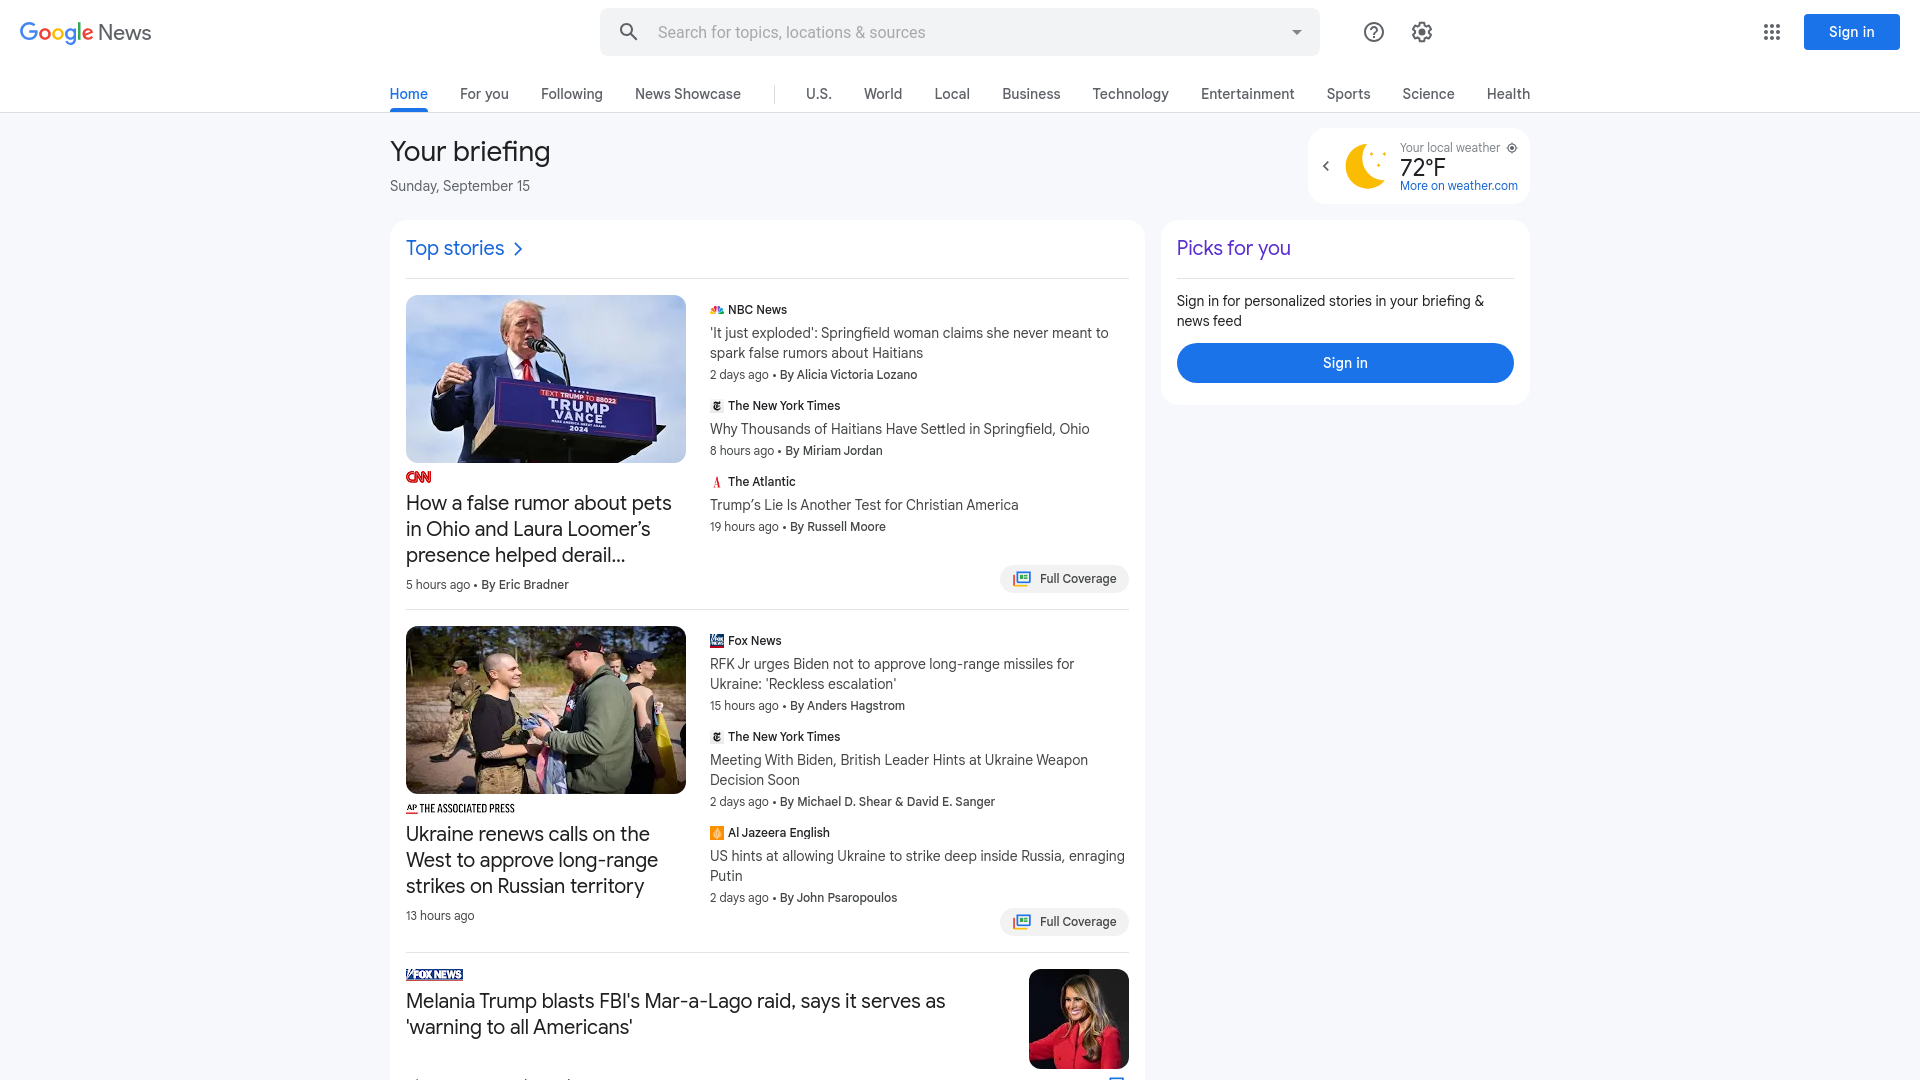 Google News
Search for topics, locations & sources
Sign in
Home
For you
Following
News Showcase
U.S.
World
Local
Business
Technology
Entertainment
Sports
Science
Health
Your briefing
Sunday, September 15
Your local weather
72°F
More on weather.com
Top stories
TEXT TRUMP TO 88022
TRUMP
VANCE
MAKE AMERICA GREAT AGAIN!
2024
CNN
How a false rumor about pets
in Ohio and Laura Loomer’s
presence helped derail...
5 hours ago • By Eric Bradner
NBC News
'It just exploded': Springfield woman claims she never meant to
spark false rumors about Haitians
2 days ago • By Alicia Victoria Lozano
The New York Times
Why Thousands of Haitians Have Settled in Springfield, Ohio
8 hours ago • By Miriam Jordan
The Atlantic
Trump’s Lie Is Another Test for Christian America
19 hours ago • By Russell Moore
Full Coverage
AP THE ASSOCIATED PRESS
Ukraine renews calls on the
West to approve long-range
strikes on Russian territory
13 hours ago
Fox News
RFK Jr urges Biden not to approve long-range missiles for
Ukraine: 'Reckless escalation'
15 hours ago • By Anders Hagstrom
The New York Times
Meeting With Biden, British Leader Hints at Ukraine Weapon
Decision Soon
2 days ago • By Michael D. Shear & David E. Sanger
Al Jazeera English
US hints at allowing Ukraine to strike deep inside Russia, enraging
Putin
2 days ago • By John Psaropoulos
Full Coverage
FOX NEWS
Melania Trump blasts FBI's Mar-a-Lago raid, says it serves as
'warning to all Americans'
Picks for you
Sign in for personalized stories in your briefing &
news feed
Sign in